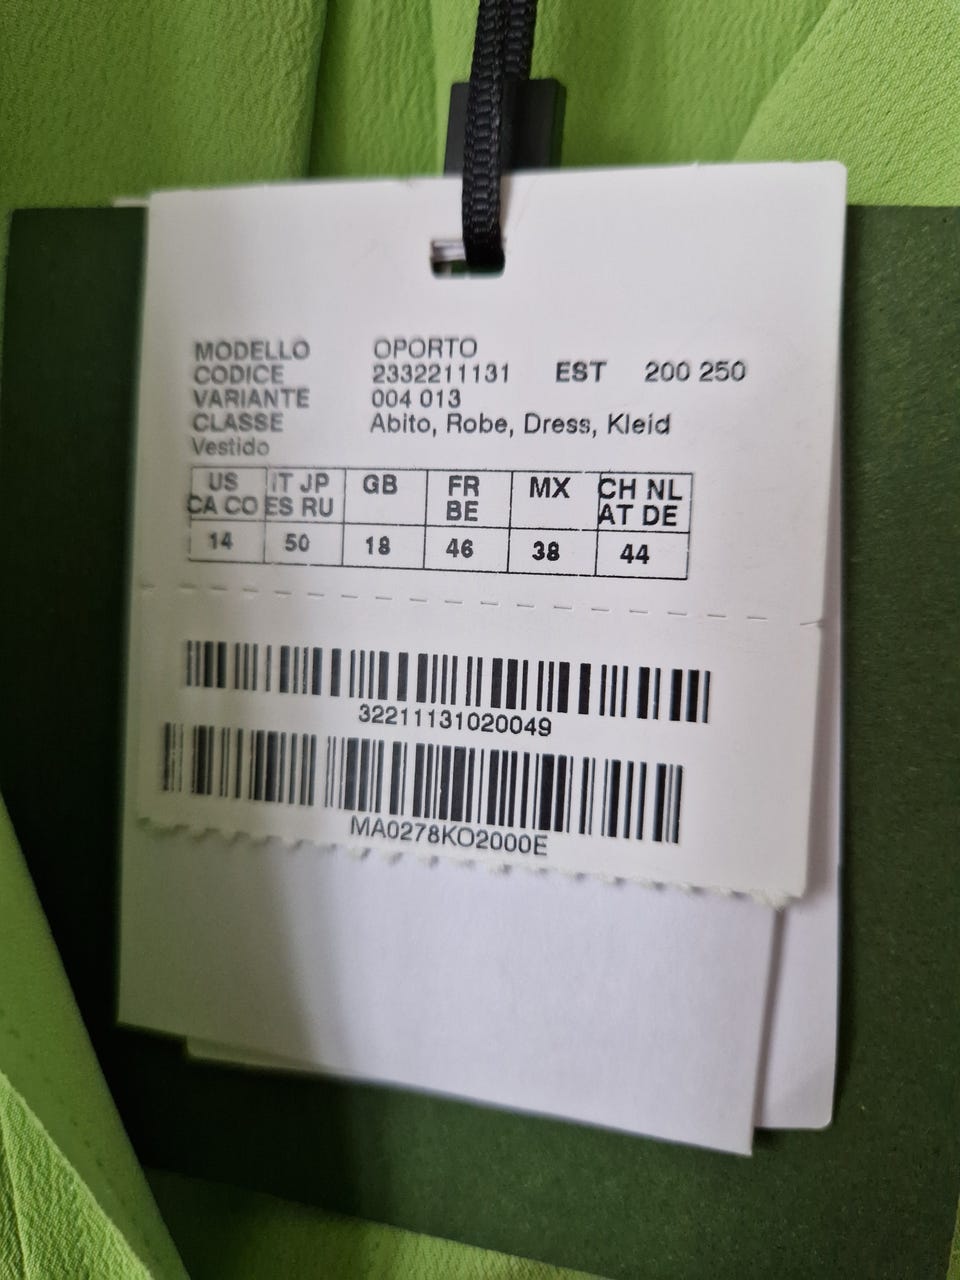 MODELLO OPORTO
CODICE 2332211131 EST 200 250
VARIANTE 004 013
CLASSE Abito, Robe, Dress, Kleid
Vestido
US IT JP GB FR MX CH NL
CA CO ES RU BE AT DE
14 50 18 46 38 44
32211131020049
MA0278KO2000E